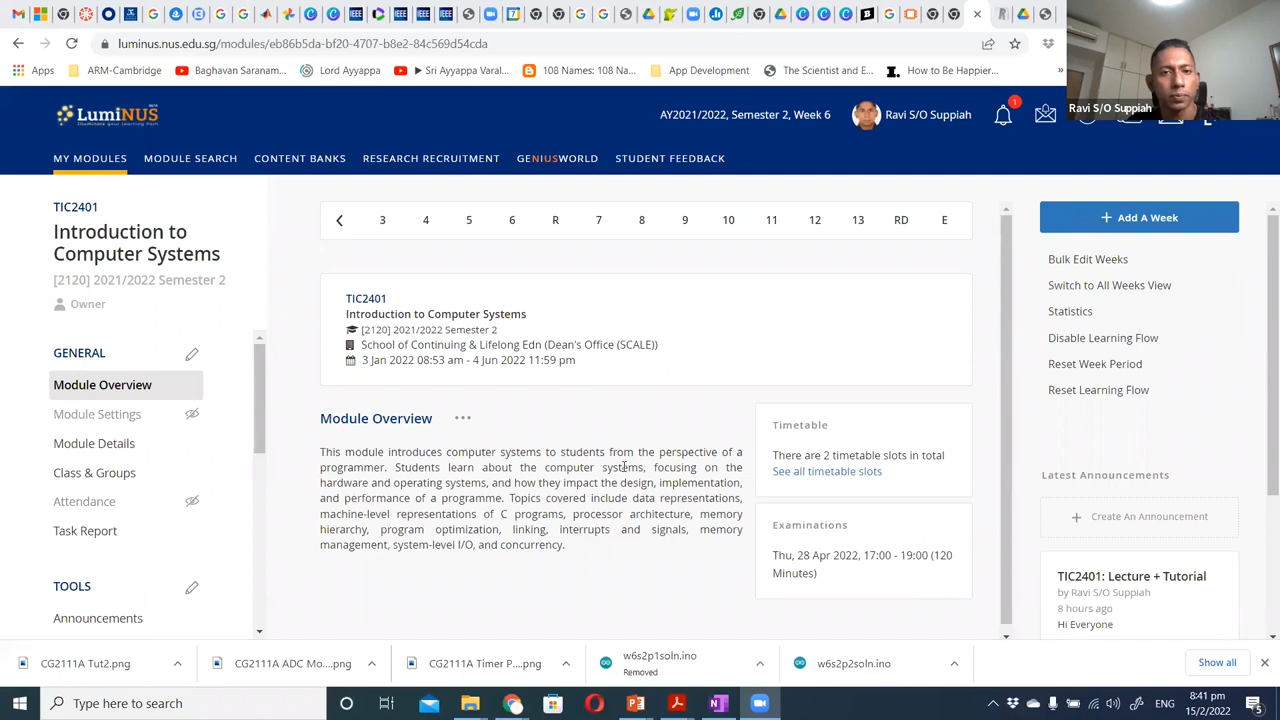 luminus.nus.edu.sg/modules/eb86b5da-bf20-4707-b8e2-84c569d54cda
Apps
ARM-Cambridge
Baghavan Saranam...
Lord Ayyappa
Sri Ayyappa Varal...
108 Names: 108 Na...
App Development
The Scientist and E...
How to Be Happier...
»
Ravi S/O Suppiah
LumiNUS
BETA
AY2021/2022, Semester 2, Week 6
Ravi S/O Suppiah
1
MY MODULES
MODULE SEARCH
CONTENT BANKS
RESEARCH RECRUITMENT
GENIUSWORLD
STUDENT FEEDBACK
TIC2401
Introduction to
Computer Systems
[2120] 2021/2022 Semester 2
Owner
GENERAL
Module Overview
Module Settings
Module Details
Class & Groups
Attendance
Task Report
TOOLS
Announcements
3 4 5 6 R 7 8 9 10 11 12 13 RD E
TIC2401
Introduction to Computer Systems
[2120] 2021/2022 Semester 2
School of Continuing & Lifelong Edn (Dean's Office (SCALE))
3 Jan 2022 08:53 am - 4 Jun 2022 11:59 pm
Module Overview
This module introduces computer systems to students from the perspective of a
programmer. Students learn about the computer systems, focusing on the
hardware and operating systems, and how they impact the design, implementation,
and performance of a programme. Topics covered include data representations,
machine-level representations of C programs, processor architecture, memory
hierarchy, program optimization, linking, interrupts and signals, memory
management, system-level I/O, and concurrency.
Timetable
There are 2 timetable slots in total
See all timetable slots
Examinations
Thu, 28 Apr 2022, 17:00 - 19:00 (120
Minutes)
+ Add A Week
Bulk Edit Weeks
Switch to All Weeks View
Statistics
Disable Learning Flow
Reset Week Period
Reset Learning Flow
Latest Announcements
+ Create An Announcement
TIC2401: Lecture + Tutorial
by Ravi S/O Suppiah
8 hours ago
Hi Everyone
CG2111A Tut2.png
CG2111A ADC Mo....png
CG2111A Timer P....png
w6s2p1soln.ino
Removed
w6s2p2soln.ino
Show all
Type here to search
ENG
8:41 pm
15/2/2022
5